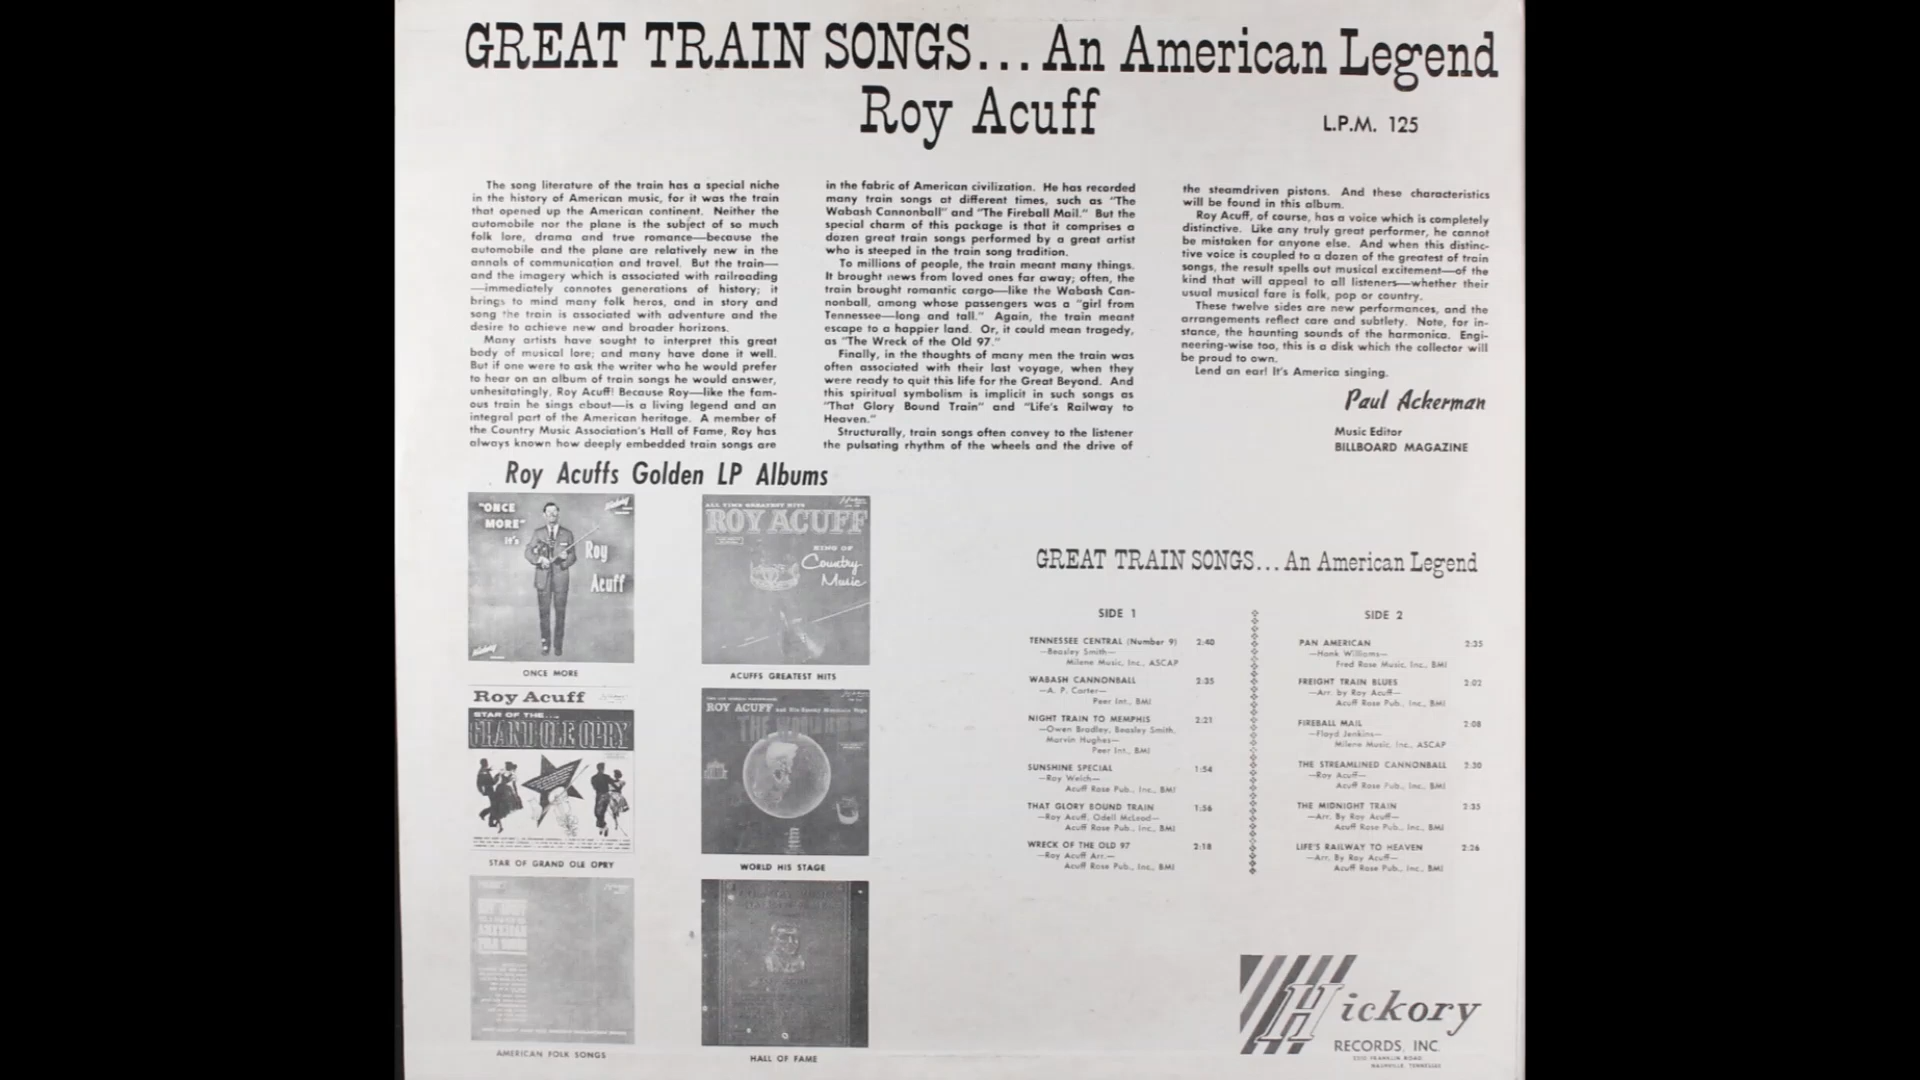 GREAT TRAIN SONGS... An American Legend
Roy Acuff
L.P.M. 125
The song literature of the train has a special niche
in the history of American music, for it was the train
that opened up the American continent. Neither the
automobile nor the plane is the subject of so much
folk lore, drama and true romance—because the
automobile and the plane are relatively new in the
annals of communication and travel. But the train—
and the imagery which is associated with railroading
—immediately connotes generations of history; it
brings to mind many folk heros, and in story and
song the train is associated with adventure and the
desire to achieve new and broader horizons.
Many artists have sought to interpret this great
body of musical lore; and many have done it well.
But if one were to ask the writer who he would prefer
to hear on an album of train songs he would answer,
unhesitatingly, Roy Acuff! Because Roy—like the fam-
ous train he sings about—is a living legend and an
integral part of the American heritage. A member of
the Country Music Association's Hall of Fame, Roy has
always known how deeply embedded train songs are
in the fabric of American civilization. He has recorded
many train songs at different times, such as "The
Wabash Cannonball" and "The Fireball Mail." But the
special charm of this package is that it comprises a
dozen great train songs performed by a great artist
who is steeped in the train song tradition.
To millions of people, the train meant many things.
It brought news from loved ones far away; often, the
train brought romantic cargo—like the Wabash Can-
nonball, among whose passengers was a "girl from
Tennessee—long and tall." Again, the train meant
escape to a happier land. Or, it could mean tragedy,
as "The Wreck of the Old 97."
Finally, in the thoughts of many men the train was
often associated with their last voyage, when they
were ready to quit this life for the Great Beyond. And
this spiritual symbolism is implicit in such songs as
"That Glory Bound Train" and "Life's Railway to
Heaven."
Structurally, train songs often convey to the listener
the pulsating rhythm of the wheels and the drive of
the steamdriven pistons. And these characteristics
will be found in this album.
Roy Acuff, of course, has a voice which is completely
distinctive. Like any truly great performer, he cannot
be mistaken for anyone else. And when this distinc-
tive voice is coupled to a dozen of the greatest of train
songs, the result spells out musical excitement—of the
kind that will appeal to all listeners—whether their
usual musical fare is folk, pop or country.
These twelve sides are new performances, and the
arrangements reflect care and subtlety. Note, for in-
stance, the haunting sounds of the harmonica. Engi-
neering-wise too, this is a disk which the collector will
be proud to own.
Lend an ear! It's America singing.
Paul Ackerman
Music Editor
BILLBOARD MAGAZINE
Roy Acuffs Golden LP Albums
"ONCE
MORE"
it's
Roy
Acuff
Hickory
ONCE MORE
ALL TIME GREATEST HITS
ROY ACUFF
KING OF
Country
Music
ACUFFS GREATEST HITS
Roy Acuff
STAR OF THE...
GRAND OLE OPRY
STAR OF GRAND OLE OPRY
ROY ACUFF and His Smoky Mountain Boys
THE WORLD
WORLD HIS STAGE
AMERICAN
FOLK SONGS
AMERICAN FOLK SONGS
HALL OF FAME
GREAT TRAIN SONGS... An American Legend
SIDE 1
TENNESSEE CENTRAL (Number 9) 2:40
—Beasley Smith—
Milene Music, Inc., ASCAP
WABASH CANNONBALL 2:35
—A. P. Carter—
Peer Int., BMI
NIGHT TRAIN TO MEMPHIS 2:21
—Owen Bradley, Beasley Smith,
Marvin Hughes—
Peer Int., BMI
SUNSHINE SPECIAL 1:54
—Roy Welch—
Acuff Rose Pub., Inc., BMI
THAT GLORY BOUND TRAIN 1:56
—Roy Acuff, Odell McLeod—
Acuff Rose Pub., Inc., BMI
WRECK OF THE OLD 97 2:18
—Roy Acuff Arr.—
Acuff Rose Pub., Inc., BMI
SIDE 2
PAN AMERICAN 2:35
—Hank Williams—
Fred Rose Music, Inc., BMI
FREIGHT TRAIN BLUES 2:02
—Arr. by Roy Acuff—
Acuff Rose Pub., Inc., BMI
FIREBALL MAIL 2:08
—Floyd Jenkins—
Milene Music, Inc., ASCAP
THE STREAMLINED CANNONBALL 2:30
—Roy Acuff—
Acuff Rose Pub., Inc., BMI
THE MIDNIGHT TRAIN 2:35
—Arr. By Roy Acuff—
Acuff Rose Pub., Inc., BMI
LIFE'S RAILWAY TO HEAVEN 2:26
—Arr. By Roy Acuff—
Acuff Rose Pub., Inc., BMI
Hickory
RECORDS, INC.
2510 FRANKLIN ROAD
NASHVILLE, TENNESSEE